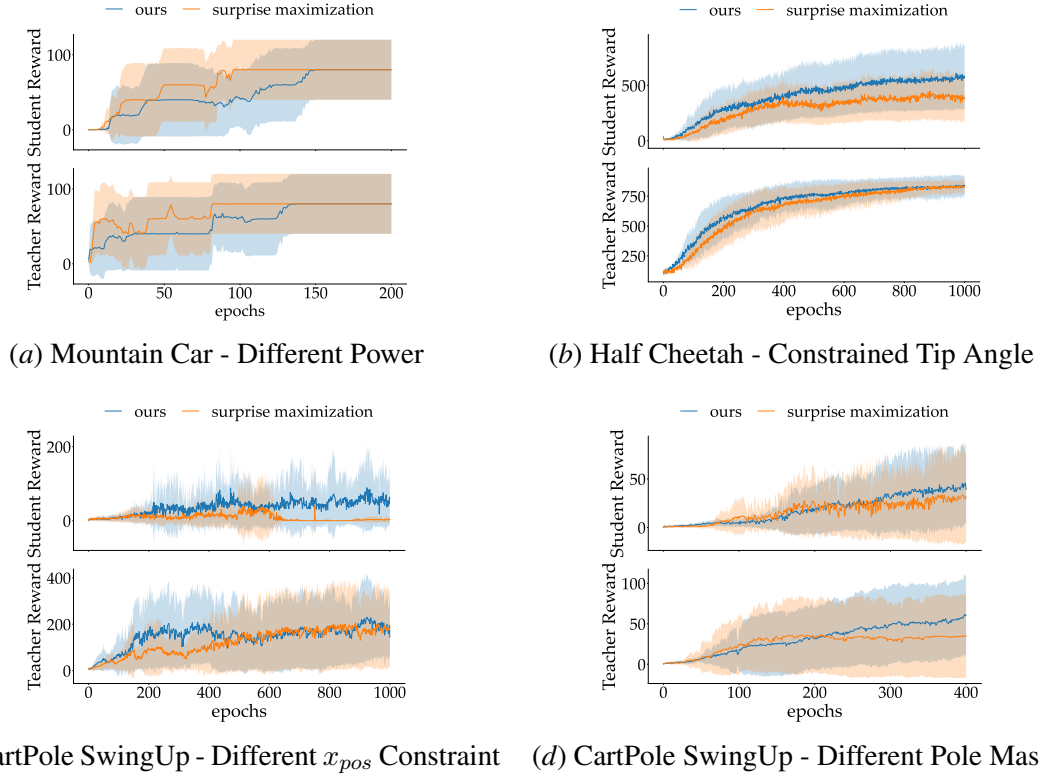 ours surprise maximization
Student Reward
100
0
Teacher Reward
100
0
0 50 100 150 200
epochs
(a) Mountain Car - Different Power
ours surprise maximization
Student Reward
500
0
Teacher Reward
750
250
0 200 400 600 800 1000
epochs
(b) Half Cheetah - Constrained Tip Angle
ours surprise maximization
Student Reward
200
0
Teacher Reward
400
200
0
0 200 400 600 800 1000
epochs
artPole SwingUp - Different x_pos Constraint
ours surprise maximization
Student Reward
50
0
Teacher Reward
100
50
0
0 100 200 300 400
epochs
(d) CartPole SwingUp - Different Pole Mas